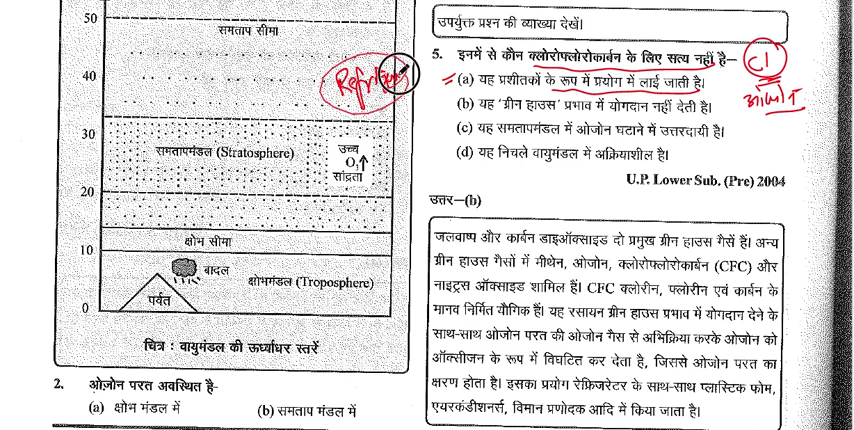 50
समताप सीमा
40
30
समतापमंडल (Stratosphere)
उच्च
O₃
सांद्रता
20
क्षोभ सीमा
10
बादल
क्षोभमंडल (Troposphere)
पर्वत
0
चित्र : वायुमंडल की ऊर्ध्वाधर स्तरें
2. ओज़ोन परत अवस्थित है-
(a) क्षोभ मंडल में (b) समताप मंडल में
उपर्युक्त प्रश्न की व्याख्या देखें।
5. इनमें से कौन क्लोरोफ्लोरोकार्बन के लिए सत्य नहीं है–
Cl
(a) यह प्रशीतकों के रूप में प्रयोग में लाई जाती है।
(b) यह 'ग्रीन हाउस' प्रभाव में योगदान नहीं देती है।
(c) यह समतापमंडल में ओजोन घटाने में उत्तरदायी है।
(d) यह निचले वायुमंडल में अक्रियाशील है।
U.P. Lower Sub. (Pre) 2004
उत्तर–(b)
जलवाष्प और कार्बन डाइऑक्साइड दो प्रमुख ग्रीन हाउस गैसें हैं। अन्य
ग्रीन हाउस गैसों में मीथेन, ओजोन, क्लोरोफ्लोरोकार्बन (CFC) और
नाइट्रस ऑक्साइड शामिल हैं। CFC क्लोरीन, फ्लोरीन एवं कार्बन के
मानव निर्मित यौगिक हैं। यह रसायन ग्रीन हाउस प्रभाव में योगदान देने के
साथ-साथ ओजोन परत की ओजोन गैस से अभिक्रिया करके ओजोन को
ऑक्सीजन के रूप में विघटित कर देता है, जिससे ओजोन परत का
क्षरण होता है। इसका प्रयोग रेफ्रिजरेटर के साथ-साथ प्लास्टिक फोम,
एयरकंडीशनर्स, विमान प्रणोदक आदि में किया जाता है।